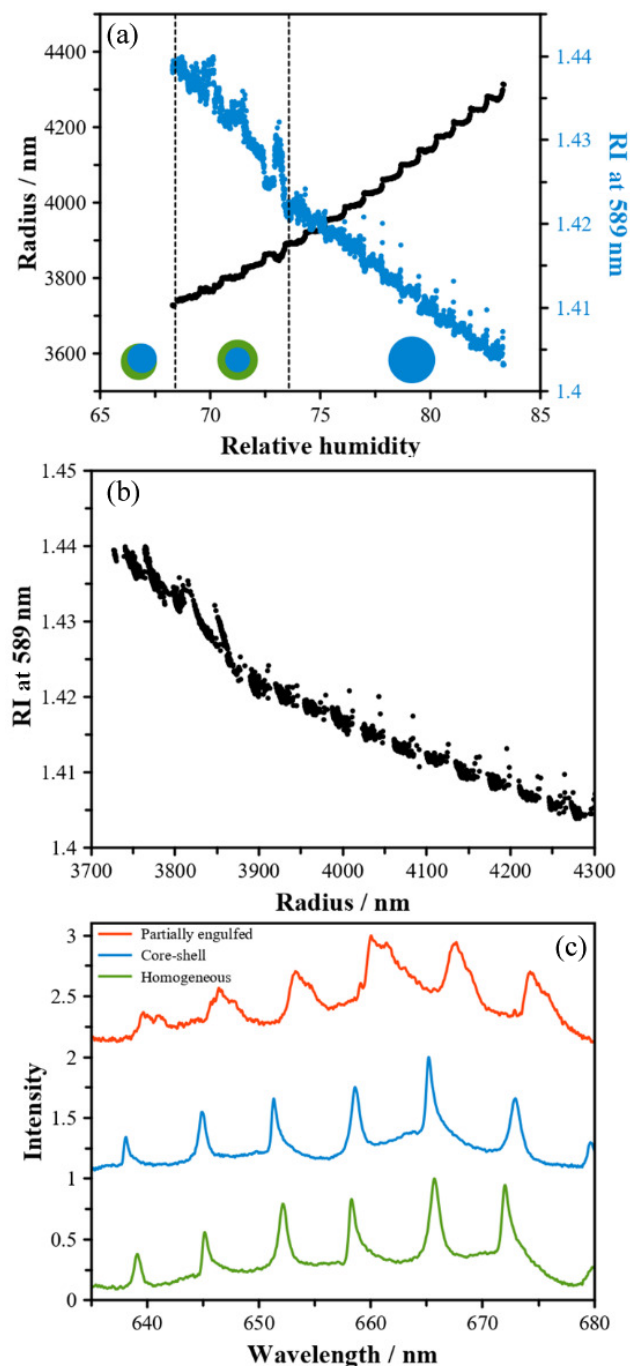 (a)
4400
4200
4000
3800
3600
Radius / nm
1.44
1.43
1.42
1.41
1.4
RI at 589 nm
65 70 75 80 85
Relative humidity
(b)
1.45
1.44
1.43
1.42
1.41
1.4
RI at 589 nm
3700 3800 3900 4000 4100 4200 4300
Radius / nm
(c)
Partially engulfed
Core-shell
Homogeneous
3
2.5
2
1.5
1
0.5
0
Intensity
640 650 660 670 680
Wavelength / nm